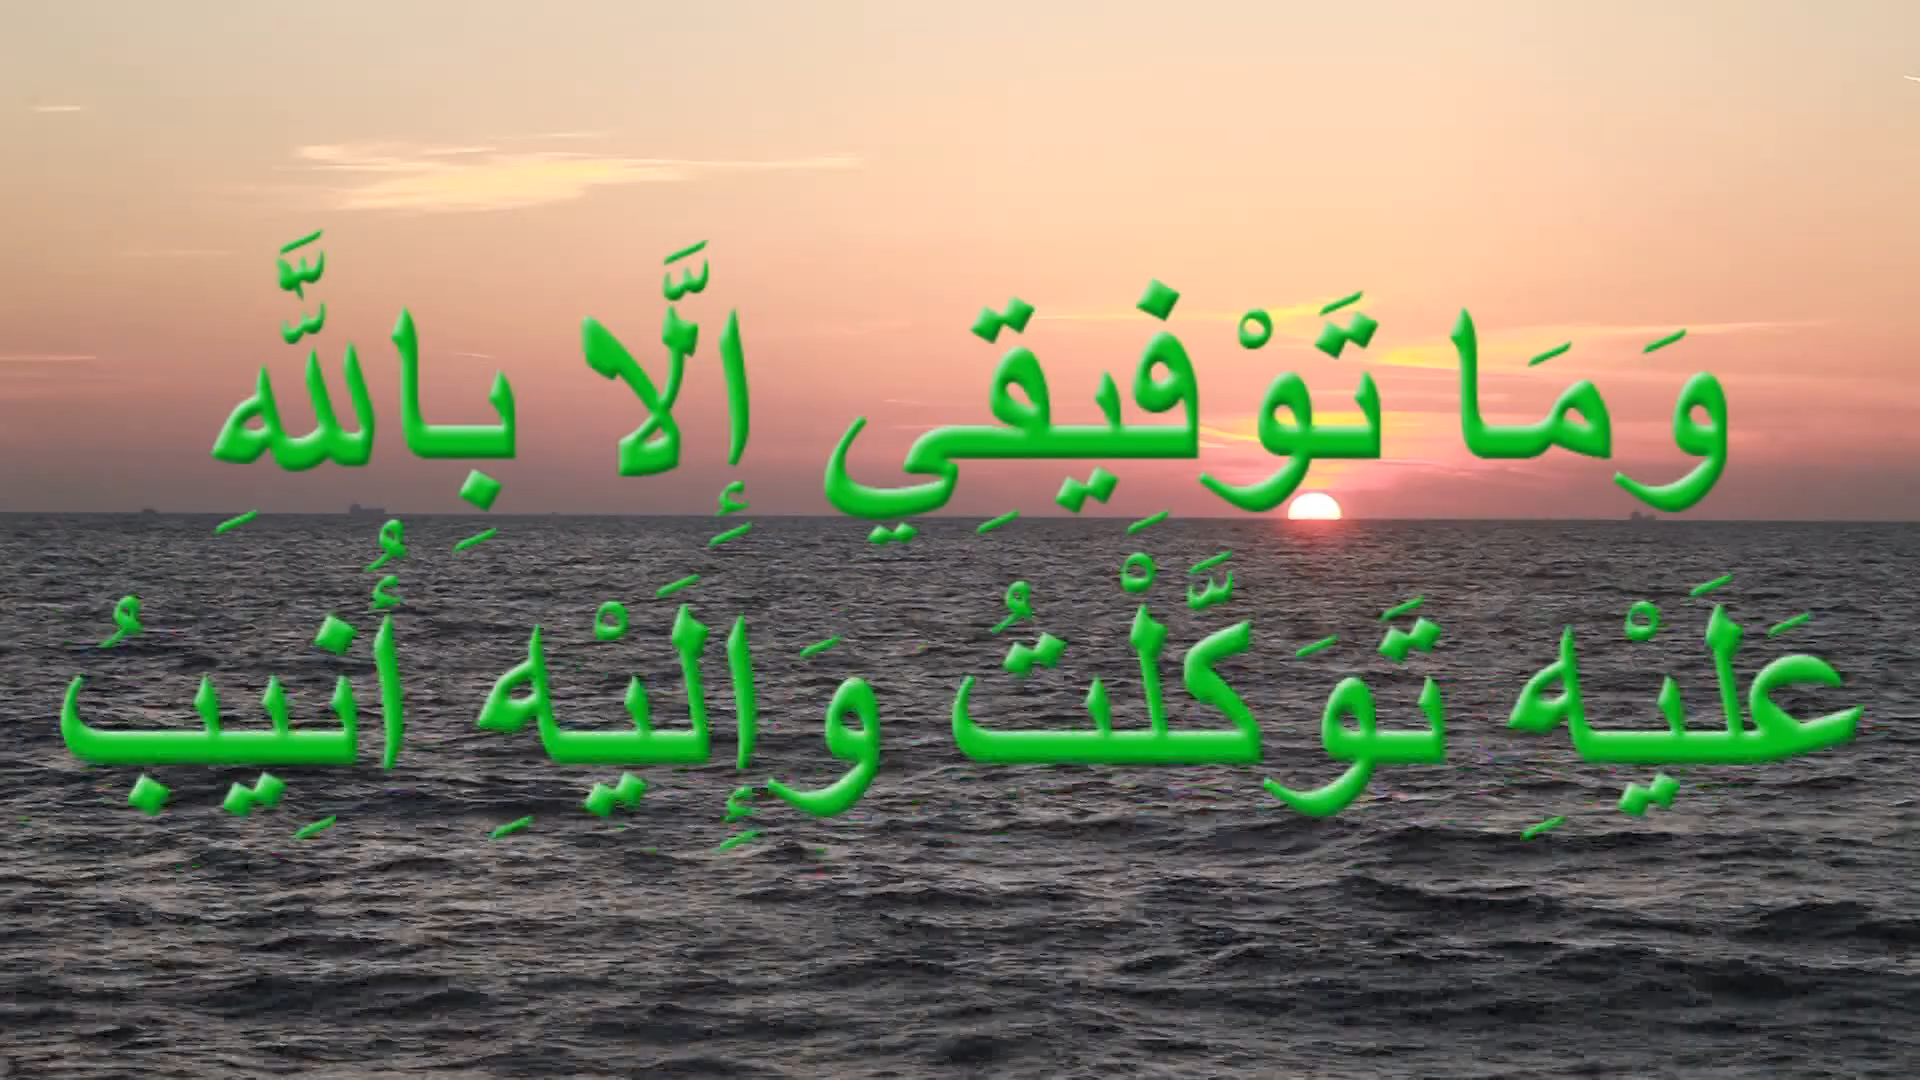 وَمَا تَوْفِيقِي إِلَّا بِاللَّهِ
عَلَيْهِ تَوَكَّلْتُ وَإِلَيْهِ أُنِيبُ